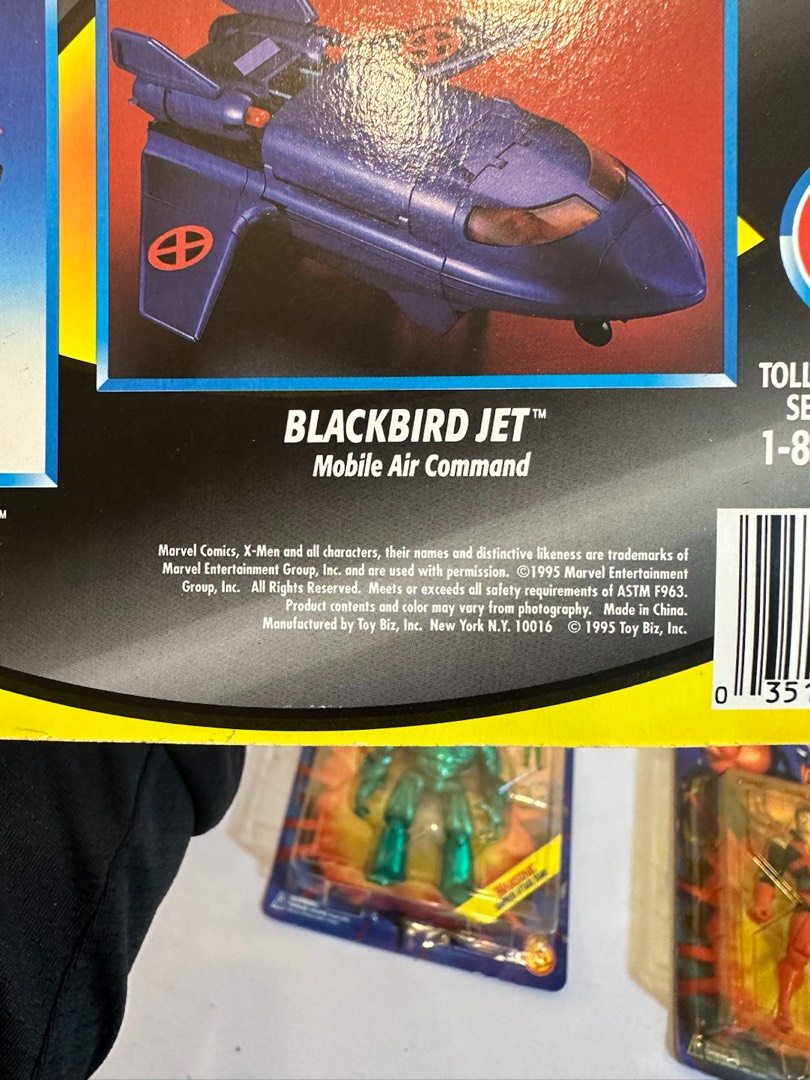 BLACKBIRD JET™
Mobile Air Command
TOLL
SE
1-8
M
Marvel Comics, X-Men and all characters, their names and distinctive likeness are trademarks of
Marvel Entertainment Group, Inc. and are used with permission. ©1995 Marvel Entertainment
Group, Inc. All Rights Reserved. Meets or exceeds all safety requirements of ASTM F963.
Product contents and color may vary from photography. Made in China.
Manufactured by Toy Biz, Inc. New York N.Y. 10016 © 1995 Toy Biz, Inc.
0 351